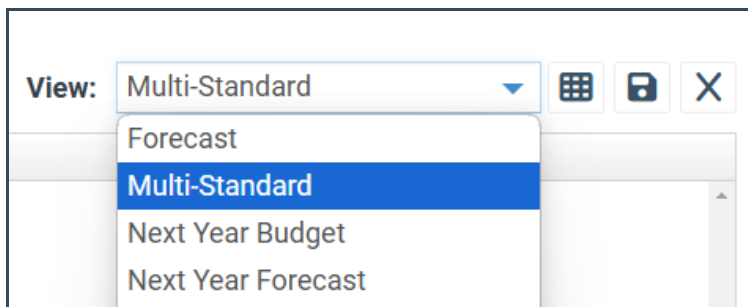 View: Multi-Standard
Forecast
Multi-Standard
Next Year Budget
Next Year Forecast